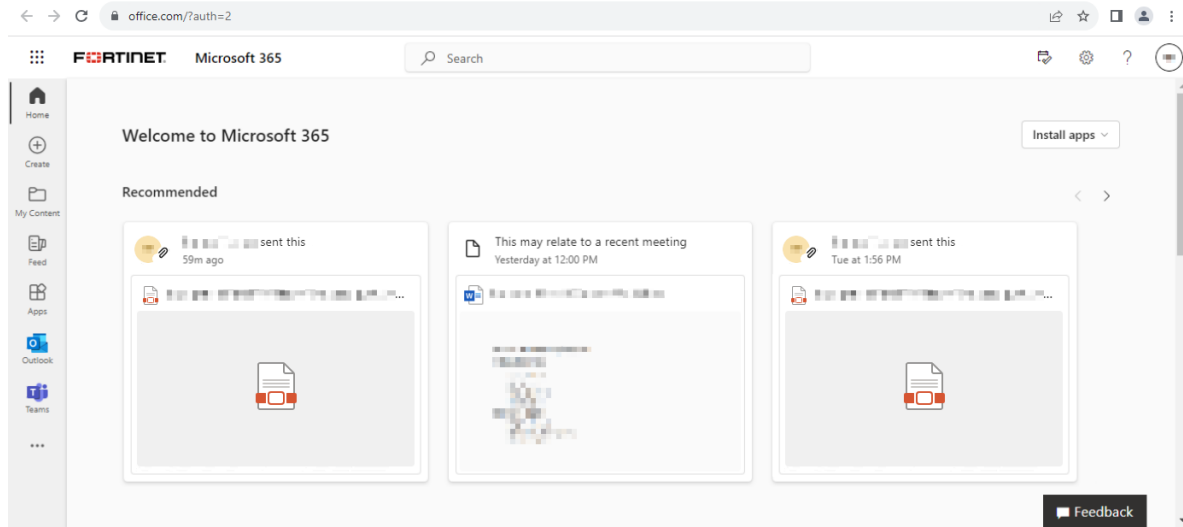 office.com/?auth=2
FORTINET Microsoft 365 Search
Home
Create
My Content
Feed
Apps
Outlook
Teams
Welcome to Microsoft 365
Install apps
Recommended
sent this
59m ago
...
This may relate to a recent meeting
Yesterday at 12:00 PM
sent this
Tue at 1:56 PM
...
Feedback